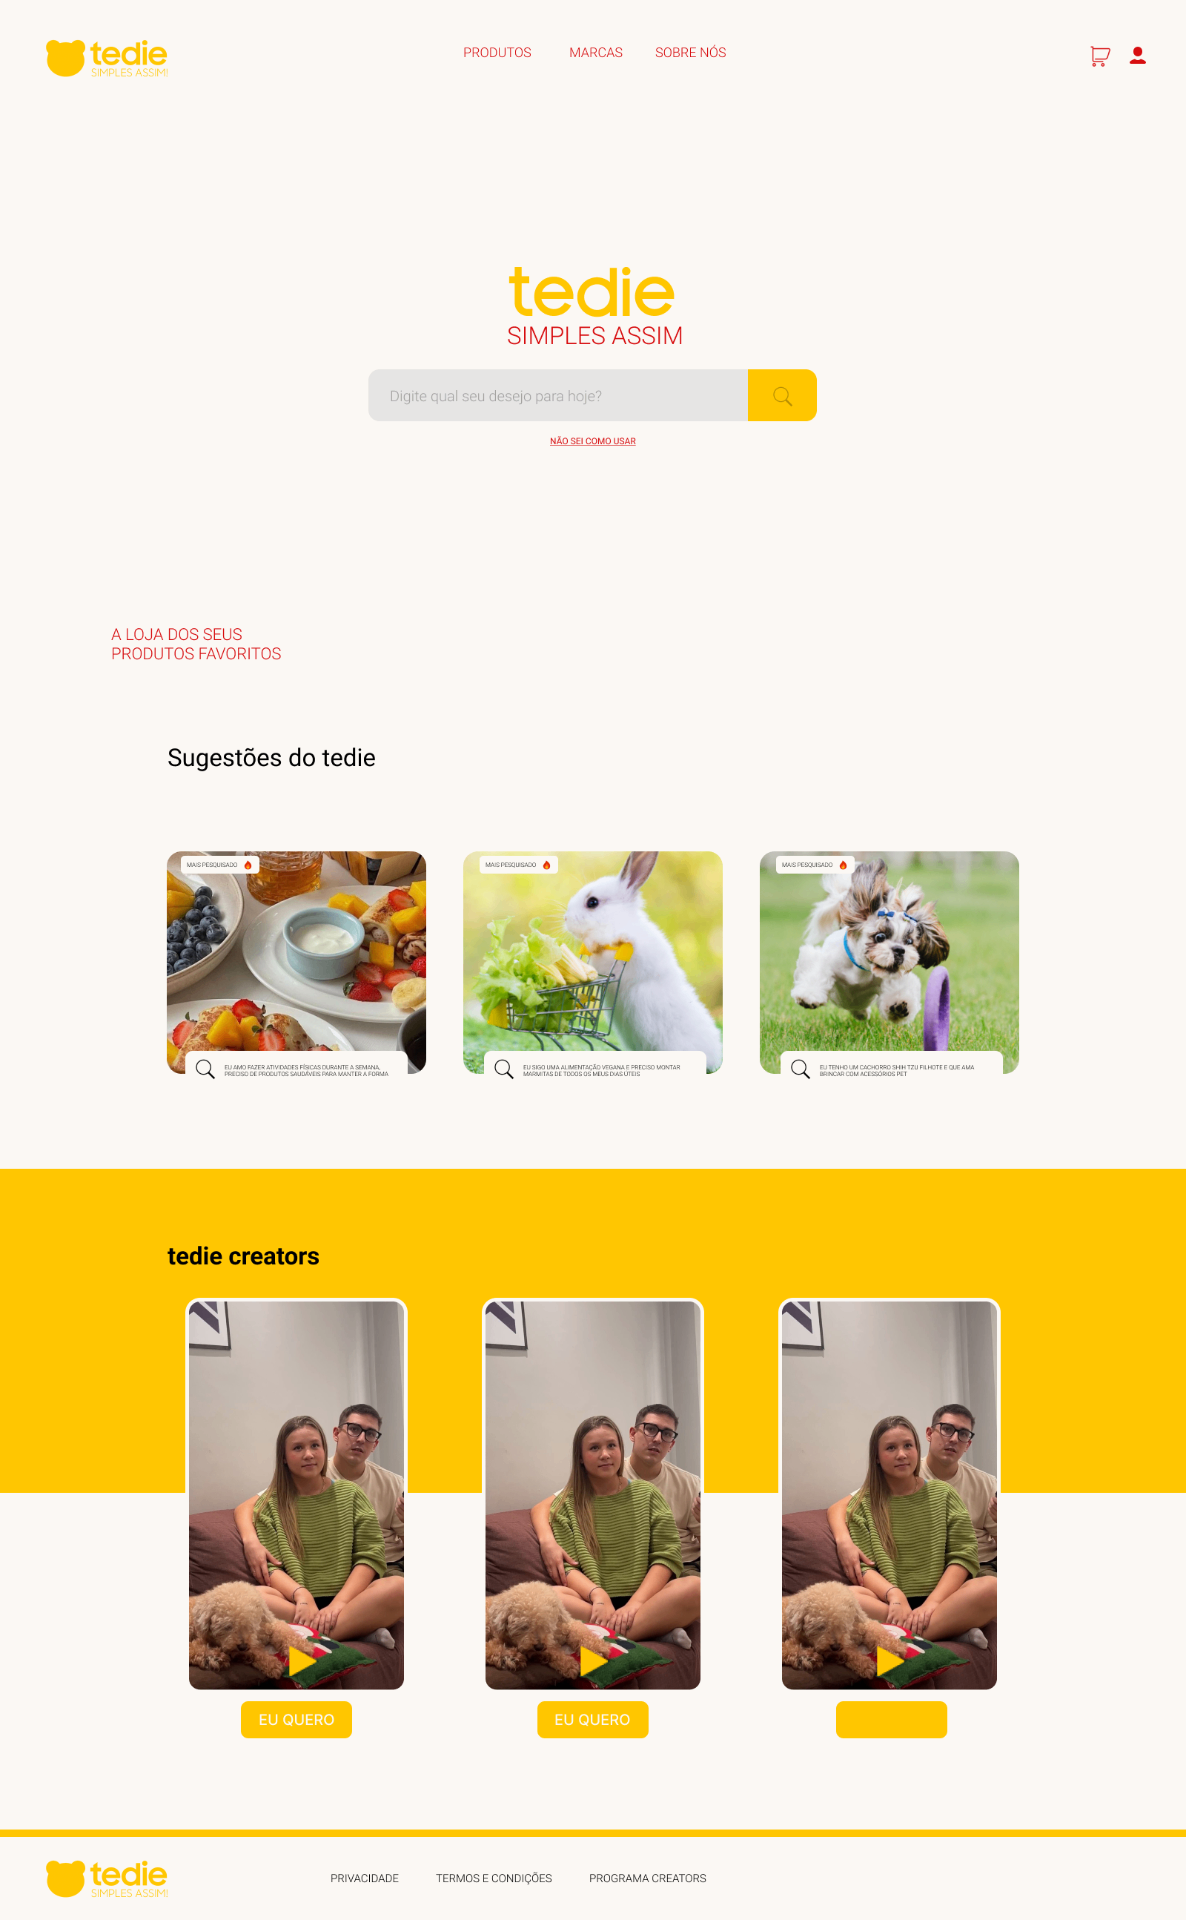 tedie
SIMPLES ASSIM!
PRODUTOS
MARCAS
SOBRE NÓS
tedie
SIMPLES ASSIM
Digite qual seu desejo para hoje?
NÃO SEI COMO USAR
A LOJA DOS SEUS
PRODUTOS FAVORITOS
Sugestões do tedie
MAIS PESQUISADO
MAIS PESQUISADO
MAIS PESQUISADO
EU AMO FAZER ATIVIDADES FÍSICAS DURANTE A SEMANA,
PRECISO DE PRODUTOS SAUDÁVEIS PARA MANTER A FORMA
EU SIGO UMA ALIMENTAÇÃO VEGANA E PRECISO MONTAR
MARMITAS DE TODOS OS MEUS DIAS ÚTEIS
EU TENHO UM CACHORRO SHIH TZU FILHOTE E QUE AMA
BRINCAR COM ACESSÓRIOS PET
tedie creators
EU QUERO
EU QUERO
tedie
SIMPLES ASSIM!
PRIVACIDADE
TERMOS E CONDIÇÕES
PROGRAMA CREATORS